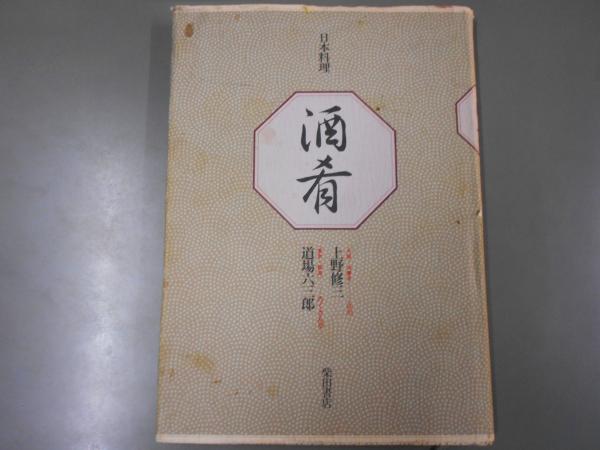 日本料理
酒肴
上野修三
道場六三郎
柴田書店